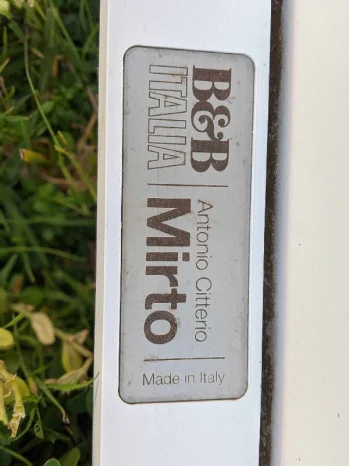 B&B
ITALIA
Antonio Citterio
Mirto
Made in Italy